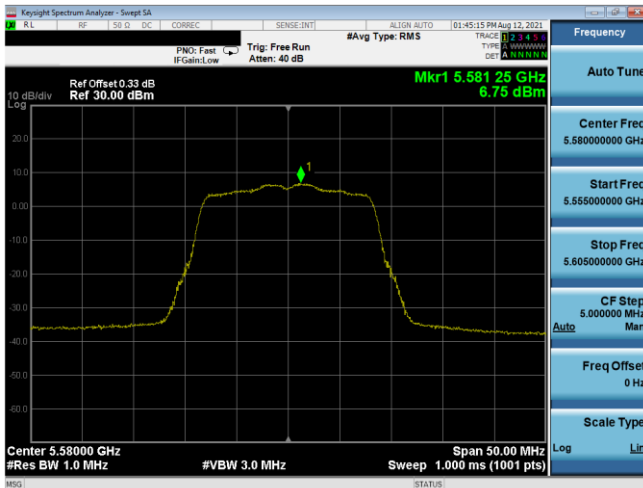 Keysight Spectrum Analyzer - Swept SA
RL RF 50 Ω DC CORREC SENSE:INT ALIGN AUTO 01:45:15 PM Aug 12, 2021
#Avg Type: RMS
TRACE 1 2 3 4 5 6
PNO: Fast Trig: Free Run TYPE A WWWWW
IFGain:Low Atten: 40 dB DET A N N N N N
Mkr1 5.581 25 GHz
Ref Offset 0.33 dB
6.75 dBm
10 dB/div Ref 30.00 dBm
Log
20.0
1
10.0
0.00
-10.0
-20.0
-30.0
-40.0
-50.0
-60.0
Center 5.58000 GHz Span 50.00 MHz
#Res BW 1.0 MHz #VBW 3.0 MHz Sweep 1.000 ms (1001 pts)
MSG STATUS
Frequency
Auto Tune
Center Freq
5.580000000 GHz
Start Freq
5.555000000 GHz
Stop Freq
5.605000000 GHz
CF Step
5.000000 MHz
Auto Man
Freq Offset
0 Hz
Scale Type
Log Lin